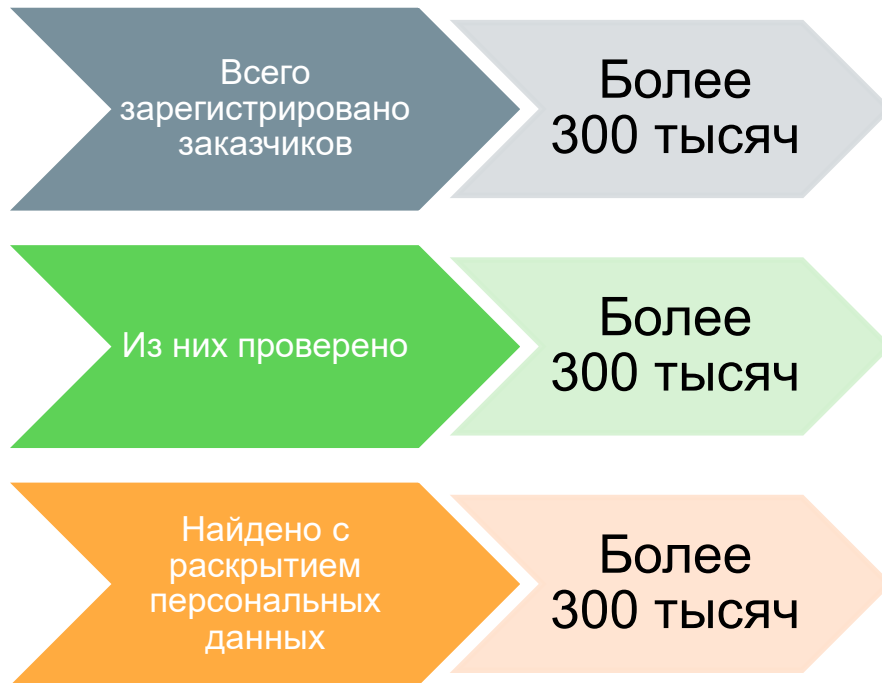 Всего
зарегистрировано
заказчиков
Более
300 тысяч
Из них проверено
Более
300 тысяч
Найдено с
раскрытием
персональных
данных
Более
300 тысяч